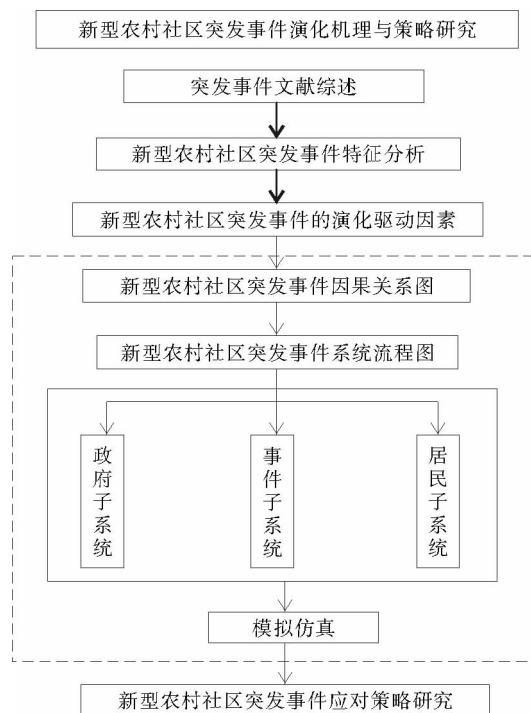 新型农村社区突发事件演化机理与策略研究
突发事件文献综述
新型农村社区突发事件特征分析
新型农村社区突发事件的演化驱动因素
新型农村社区突发事件因果关系图
新型农村社区突发事件系统流程图
政府子系统
事件子系统
居民子系统
模拟仿真
新型农村社区突发事件应对策略研究